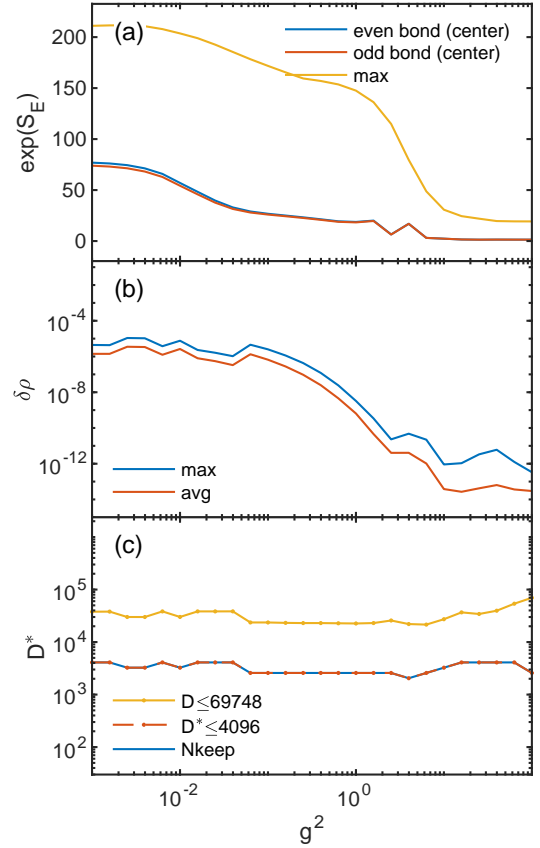 (a)
even bond (center)
odd bond (center)
max
exp(S_E)
200
150
100
50
0
(b)
δρ
10^-4
10^-8
10^-12
max
avg
(c)
D^*
10^5
10^4
10^3
10^2
D≤69748
D^*≤4096
Nkeep
10^-2
10^0
g^2